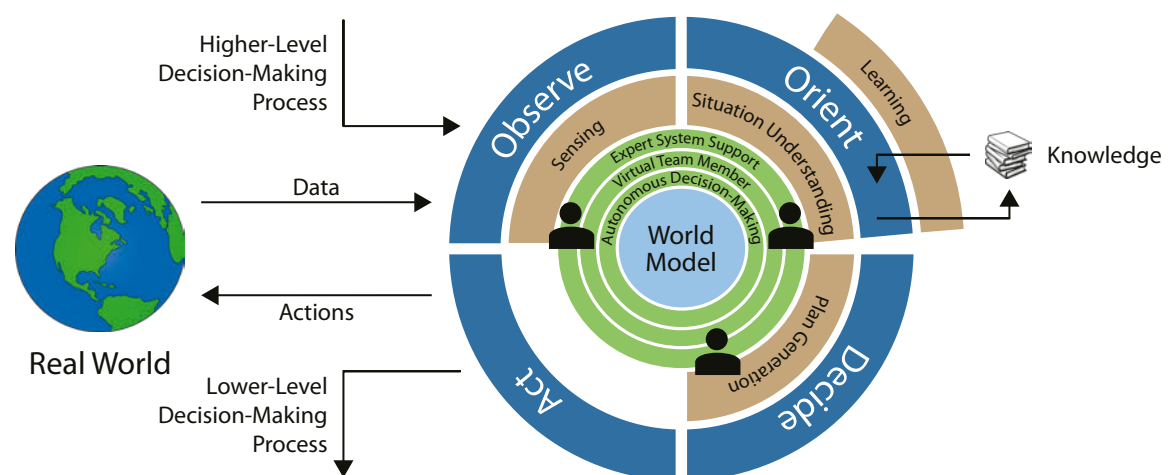 Higher-Level
Decision-Making
Process
Observe
Orient
Learning
Sensing
Situation Understanding
Expert System Support
Virtual Team Member
Autonomous Decision-Making
World
Model
Knowledge
Data
Actions
Real World
Plan Generation
Act
Decide
Lower-Level
Decision-Making
Process